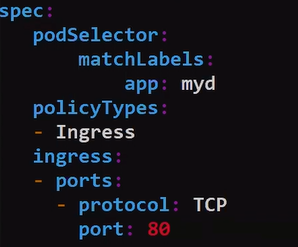 spec:
    podSelector:
        matchLabels:
            app: myd
    policyTypes:
    - Ingress
    ingress:
    - ports:
      - protocol: TCP
        port: 80